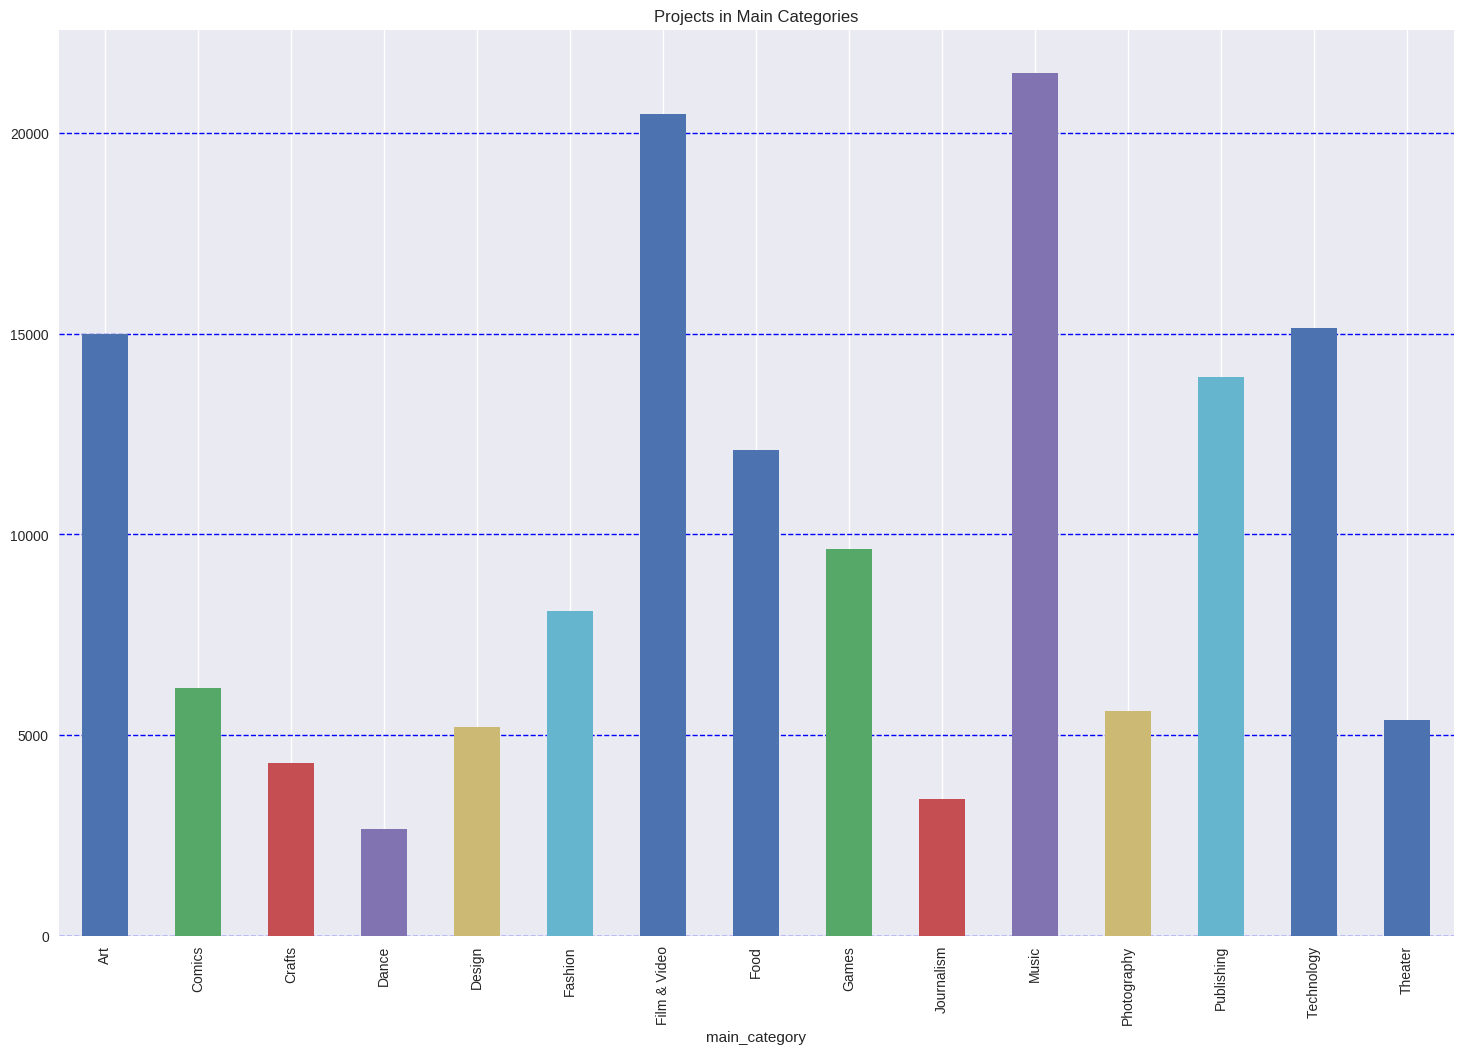 Projects in Main Categories
20000
15000
10000
5000
0
Art
Comics
Crafts
Dance
Design
Fashion
Film & Video
Food
Games
Journalism
Music
Photography
Publishing
Technology
Theater
main_category